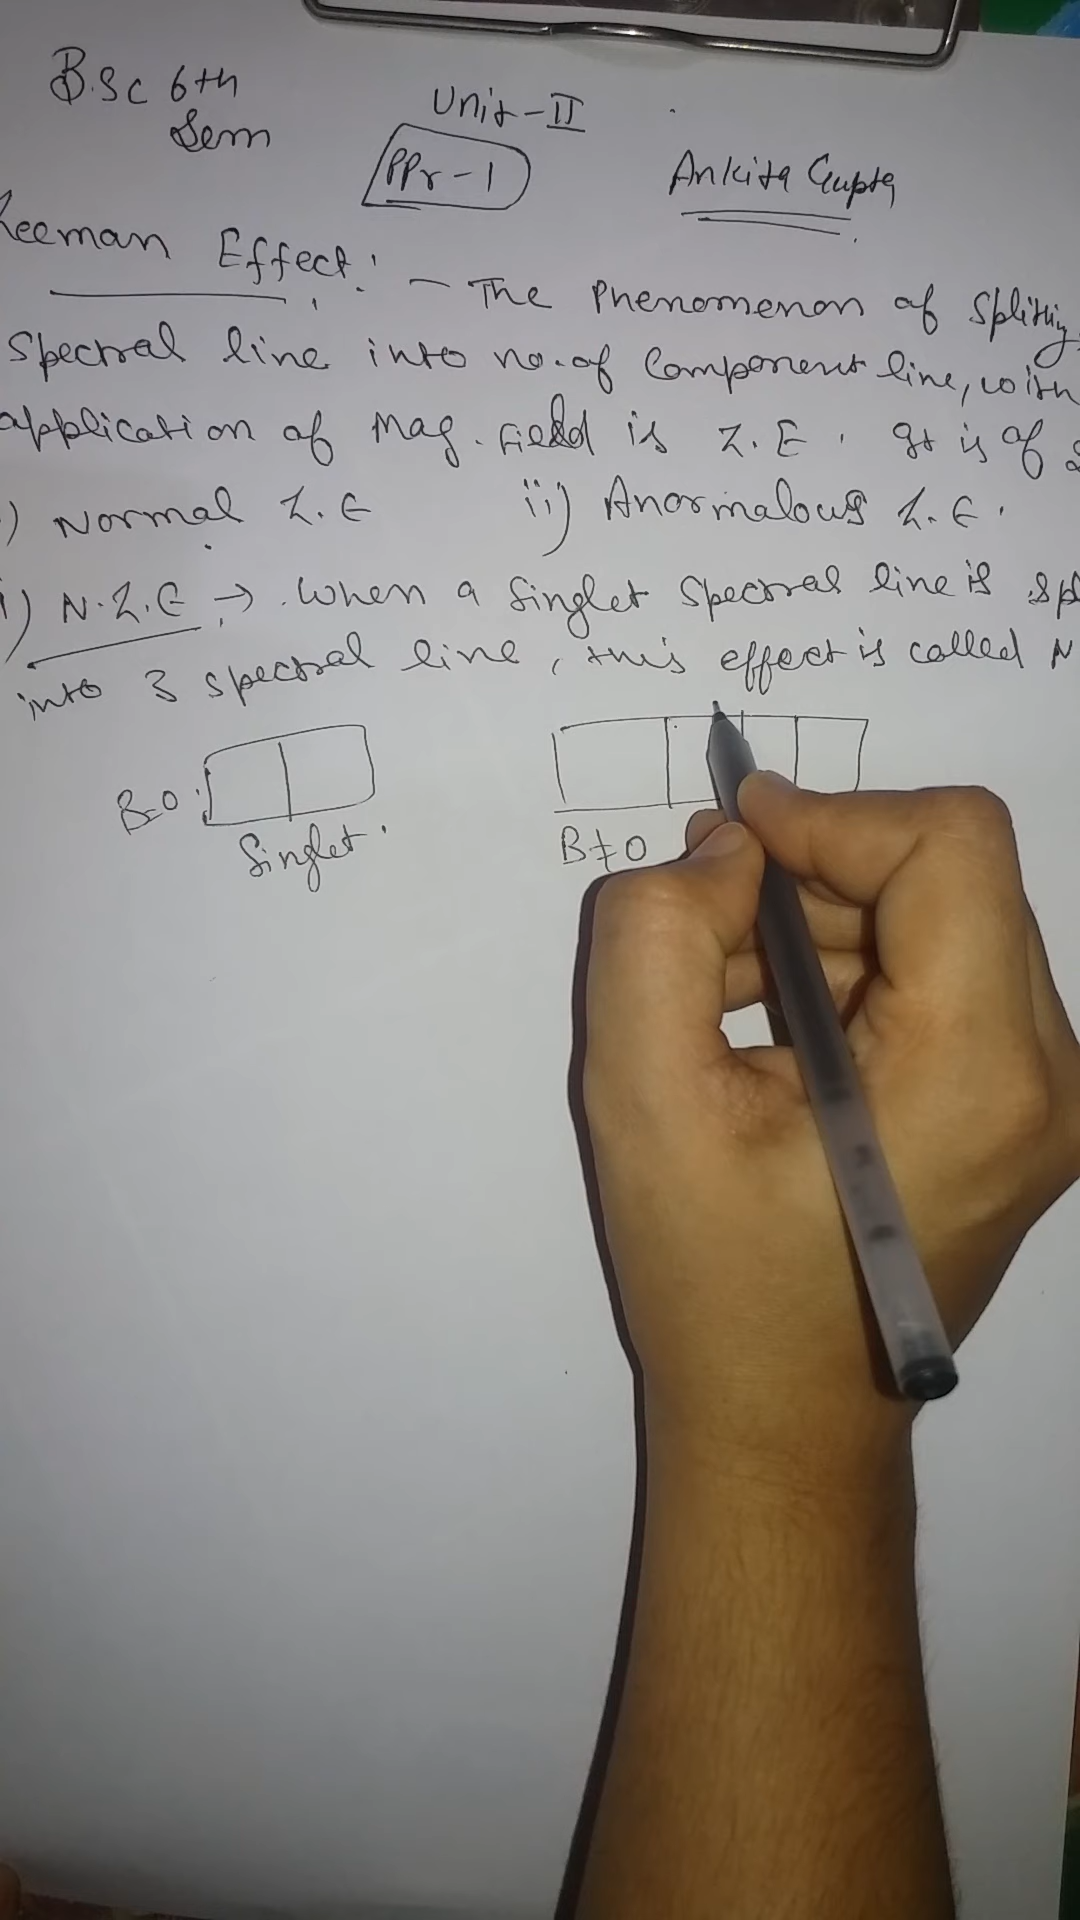 B.Sc 6th
Sem
Unit-II
PPr-1
Ankita Gupta
Zeeman Effect:- The Phenomenon of Splitting
Spectral line into no. of Component line, with
application of Mag. Field is Z.E. It is of
) Normal Z.E ii) Anormalous Z.E.
i) N.Z.E → When a Singlet Spectral line is spl
into 3 spectral line, this effect is called N
B=0
Singlet.
B≠0